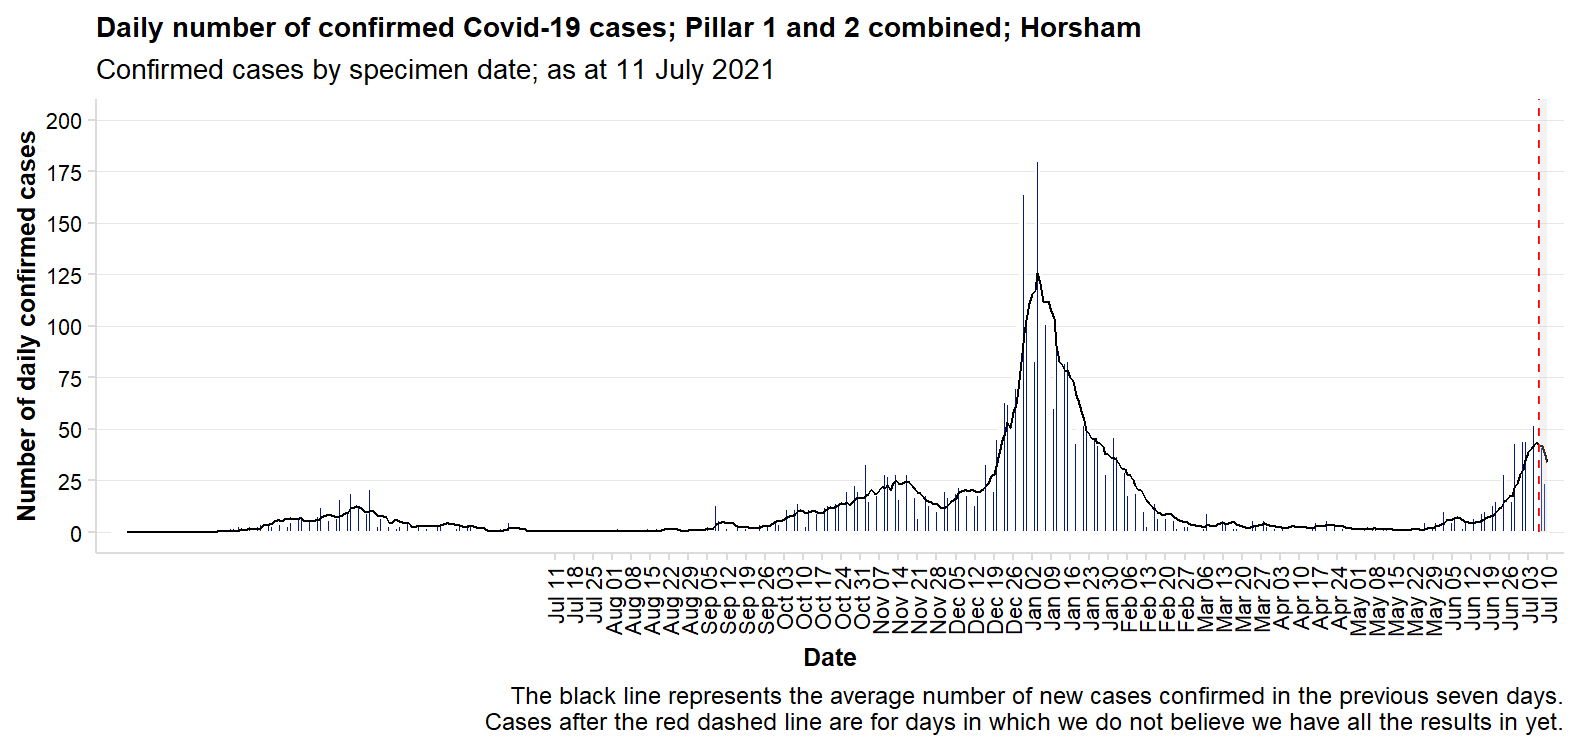 Daily number of confirmed Covid-19 cases; Pillar 1 and 2 combined; Horsham
Confirmed cases by specimen date; as at 11 July 2021
Number of daily confirmed cases
200
175
150
125
100
75
50
25
0
Jul 11
Jul 18
Jul 25
Aug 01
Aug 08
Aug 15
Aug 22
Aug 29
Sep 05
Sep 12
Sep 19
Sep 26
Oct 03
Oct 10
Oct 17
Oct 24
Oct 31
Nov 07
Nov 14
Nov 21
Nov 28
Dec 05
Dec 12
Dec 19
Dec 26
Jan 02
Jan 09
Jan 16
Jan 23
Jan 30
Feb 06
Feb 13
Feb 20
Feb 27
Mar 06
Mar 13
Mar 20
Mar 27
Apr 03
Apr 10
Apr 17
Apr 24
May 01
May 08
May 15
May 22
May 29
Jun 05
Jun 12
Jun 19
Jun 26
Jul 03
Jul 10
Date
The black line represents the average number of new cases confirmed in the previous seven days.
Cases after the red dashed line are for days in which we do not believe we have all the results in yet.